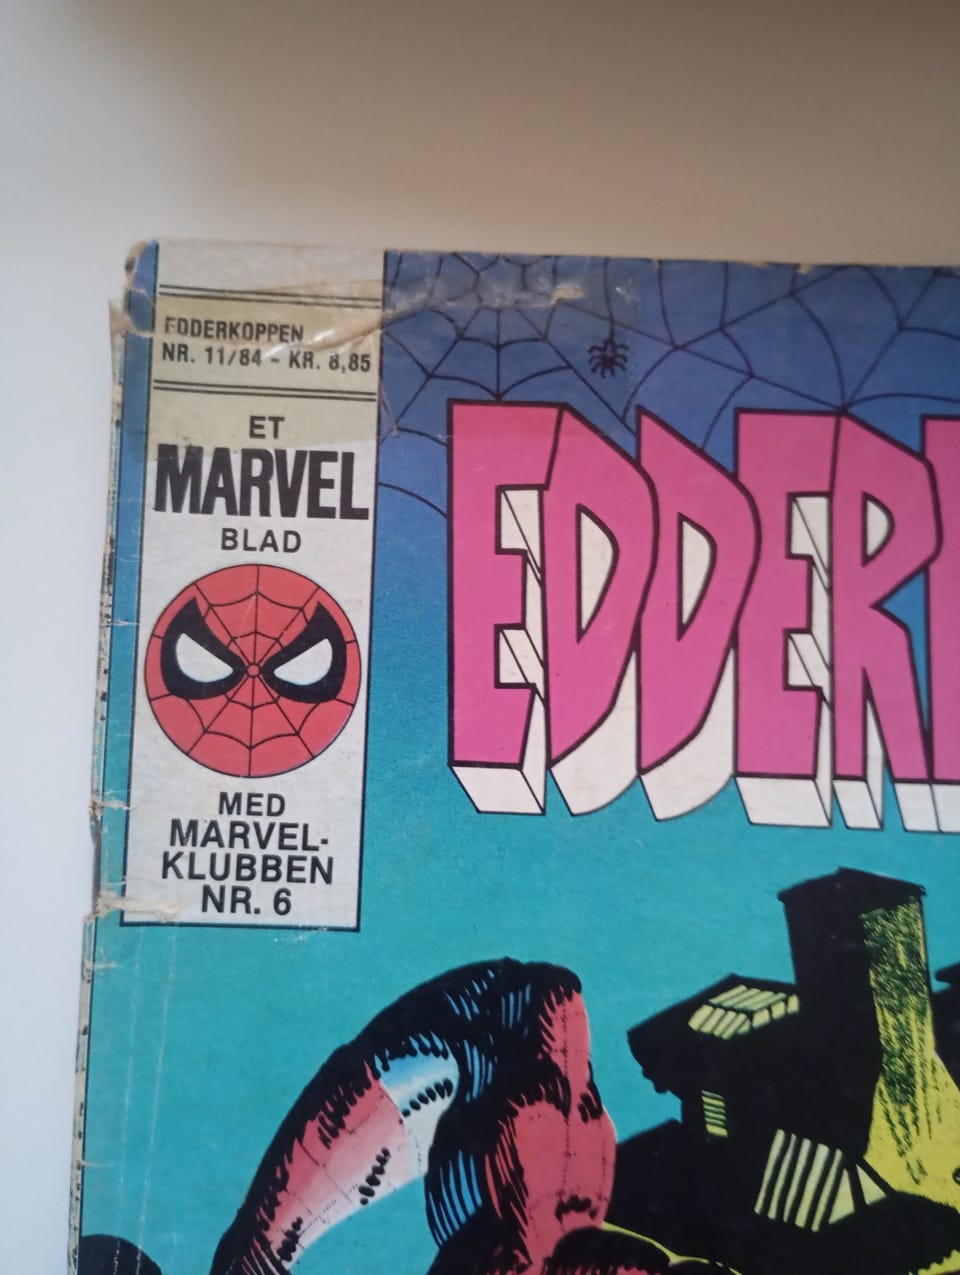 EDDERKOPPEN
NR. 11/84 - KR. 8,85
ET
MARVEL
BLAD
MED
MARVEL-
KLUBBEN
NR. 6
EDDER